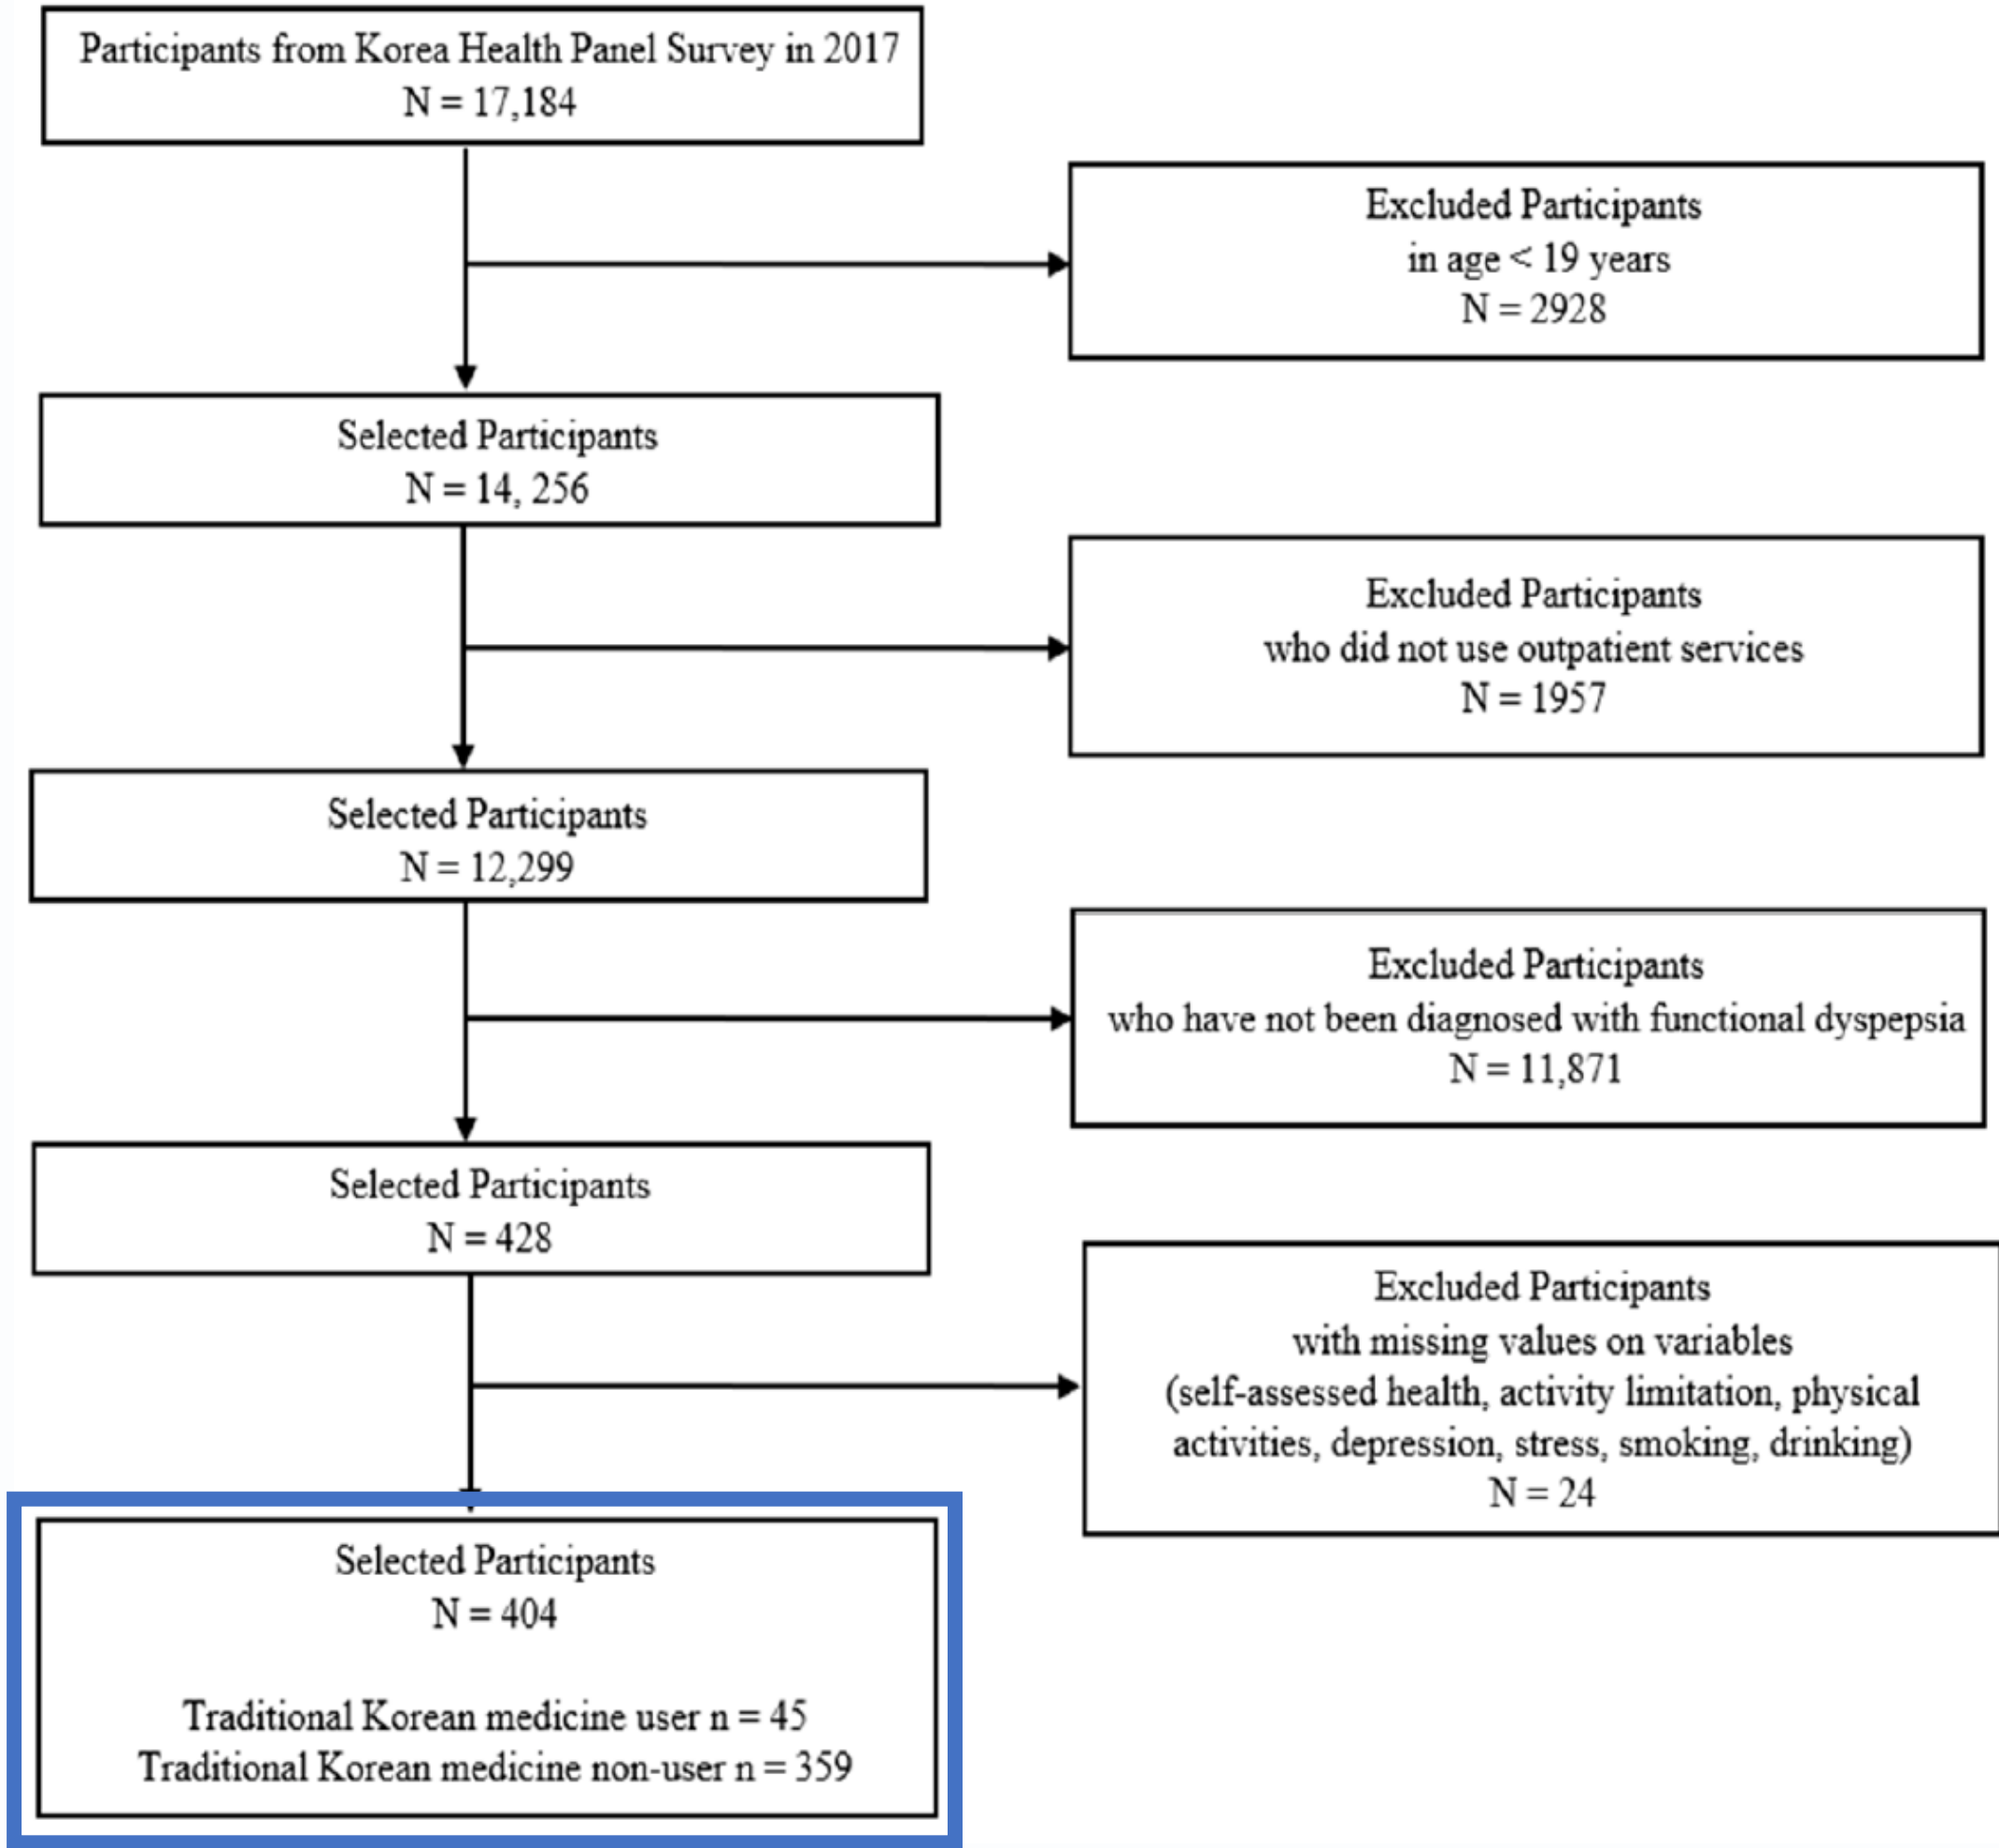 Participants from Korea Health Panel Survey in 2017
N = 17,184
Excluded Participants
in age < 19 years
N = 2928
Selected Participants
N = 14, 256
Excluded Participants
who did not use outpatient services
N = 1957
Selected Participants
N = 12,299
Excluded Participants
who have not been diagnosed with functional dyspepsia
N = 11,871
Selected Participants
N = 428
Excluded Participants
with missing values on variables
(self-assessed health, activity limitation, physical
activities, depression, stress, smoking, drinking)
N = 24
Selected Participants
N = 404
Traditional Korean medicine user n = 45
Traditional Korean medicine non-user n = 359